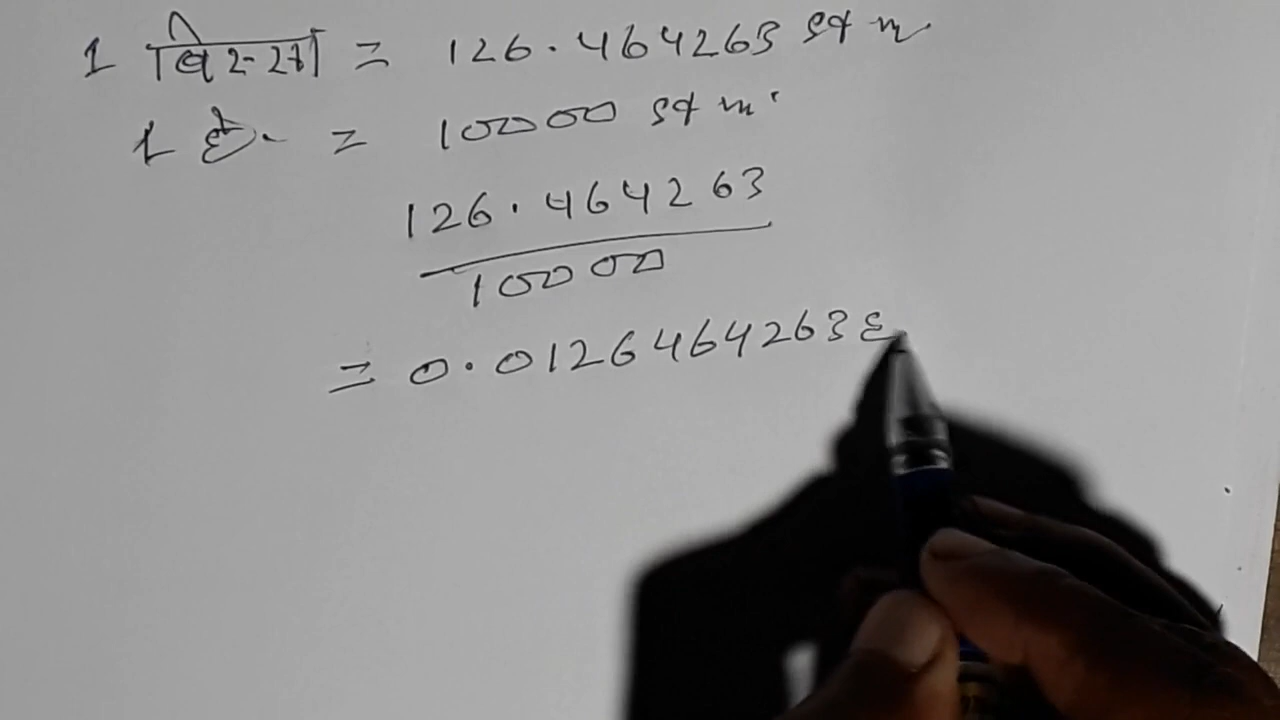 1 बिस्वा = 126.464263 sq m
1 हे. = 10000 sq m.
126.464263
10000
= 0.0126464263 ह